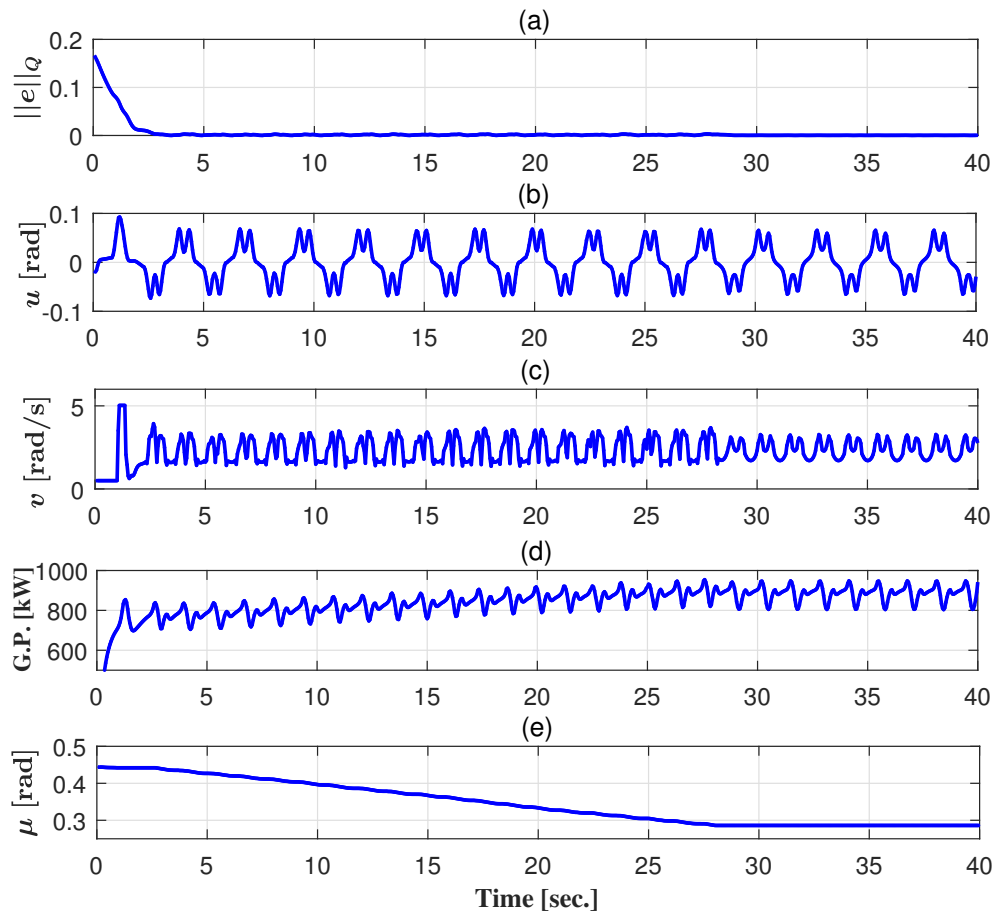 (a)
||e||Q
0.2
0.1
0
0 5 10 15 20 25 30 35 40
(b)
u [rad]
0.1
0
-0.1
0 5 10 15 20 25 30 35 40
(c)
v [rad/s]
5
0
0 5 10 15 20 25 30 35 40
(d)
G.P. [kW]
1000
800
600
0 5 10 15 20 25 30 35 40
(e)
μ [rad]
0.5
0.4
0.3
0 5 10 15 20 25 30 35 40
Time [sec.]